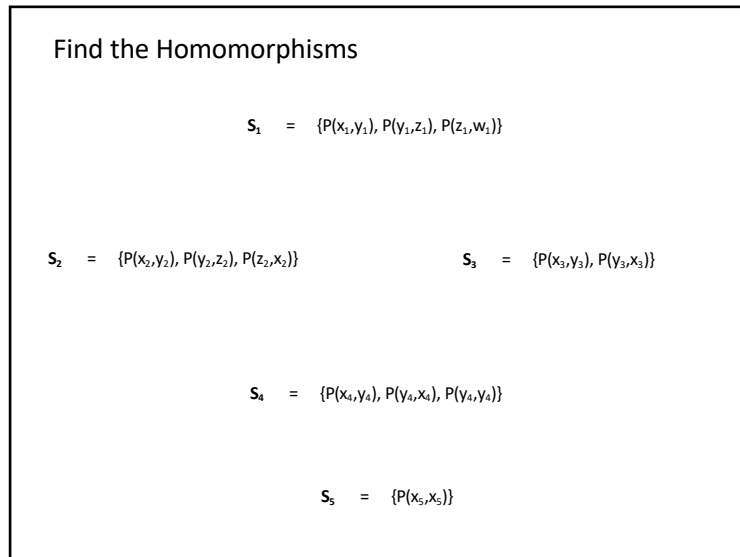 Find the Homomorphisms
S₁ = {P(x₁,y₁), P(y₁,z₁), P(z₁,w₁)}
S₂ = {P(x₂,y₂), P(y₂,z₂), P(z₂,x₂)} S₃ = {P(x₃,y₃), P(y₃,x₃)}
S₄ = {P(x₄,y₄), P(y₄,x₄), P(y₄,y₄)}
S₅ = {P(x₅,x₅)}